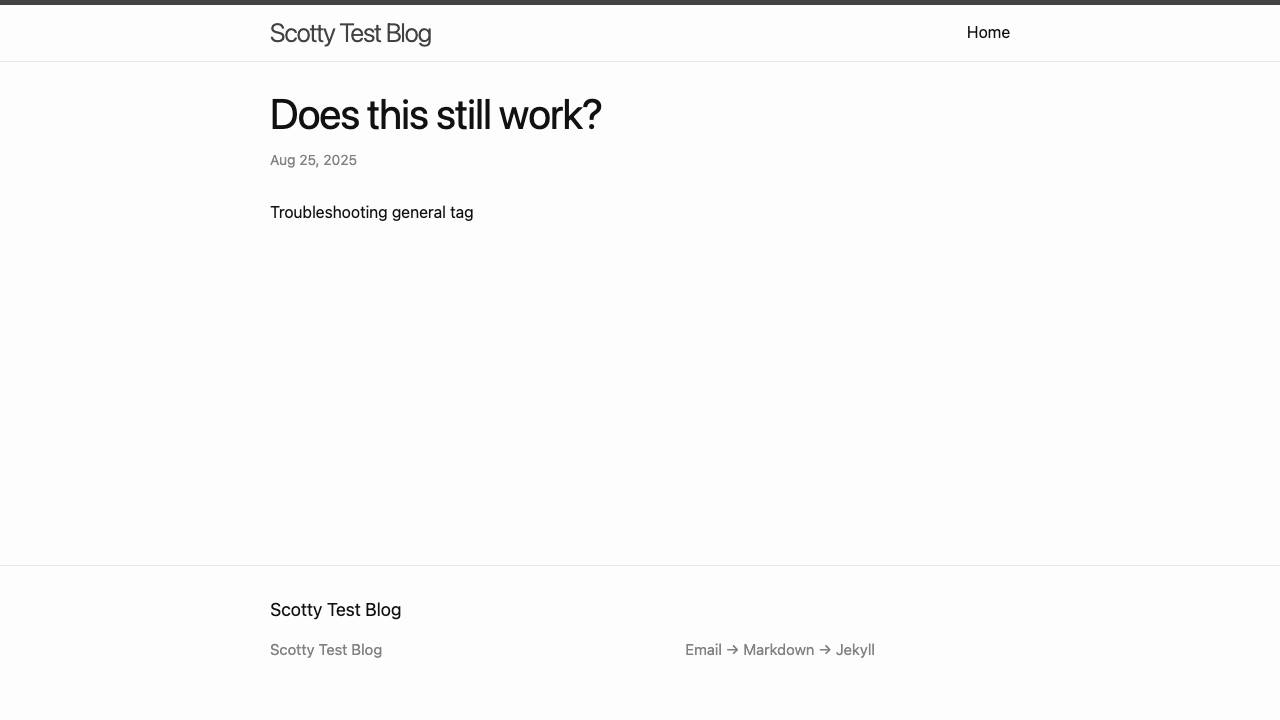 Scotty Test Blog
Home
Does this still work?
Aug 25, 2025
Troubleshooting general tag
Scotty Test Blog
Scotty Test Blog
Email → Markdown → Jekyll